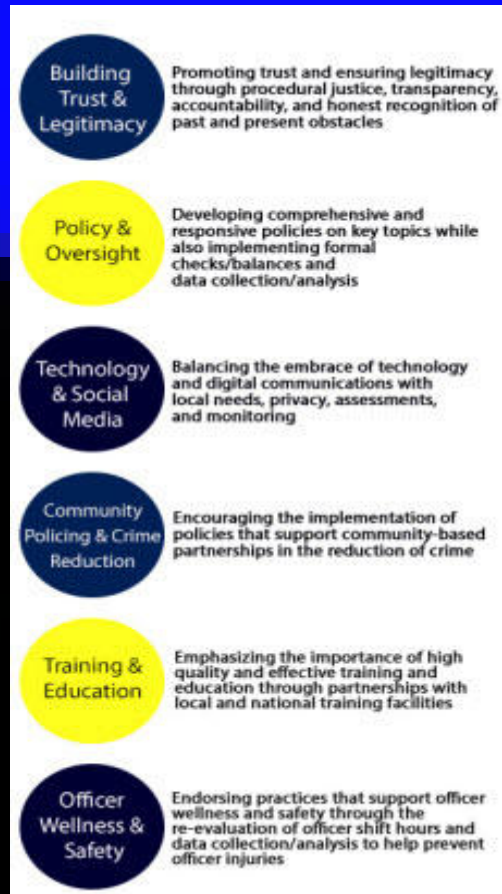 Building
Trust &
Legitimacy
Promoting trust and ensuring legitimacy
through procedural justice, transparency,
accountability, and honest recognition of
past and present obstacles
Policy &
Oversight
Developing comprehensive and
responsive policies on key topics while
also implementing formal
checks/balances and
data collection/analysis
Technology
& Social
Media
Balancing the embrace of technology
and digital communications with
local needs, privacy, assessments,
and monitoring
Community
Policing & Crime
Reduction
Encouraging the implementation of
policies that support community-based
partnerships in the reduction of crime
Training &
Education
Emphasizing the importance of high
quality and effective training and
education through partnerships with
local and national training facilities
Officer
Wellness &
Safety
Endorsing practices that support officer
wellness and safety through the
re-evaluation of officer shift hours and
data collection/analysis to help prevent
officer injuries